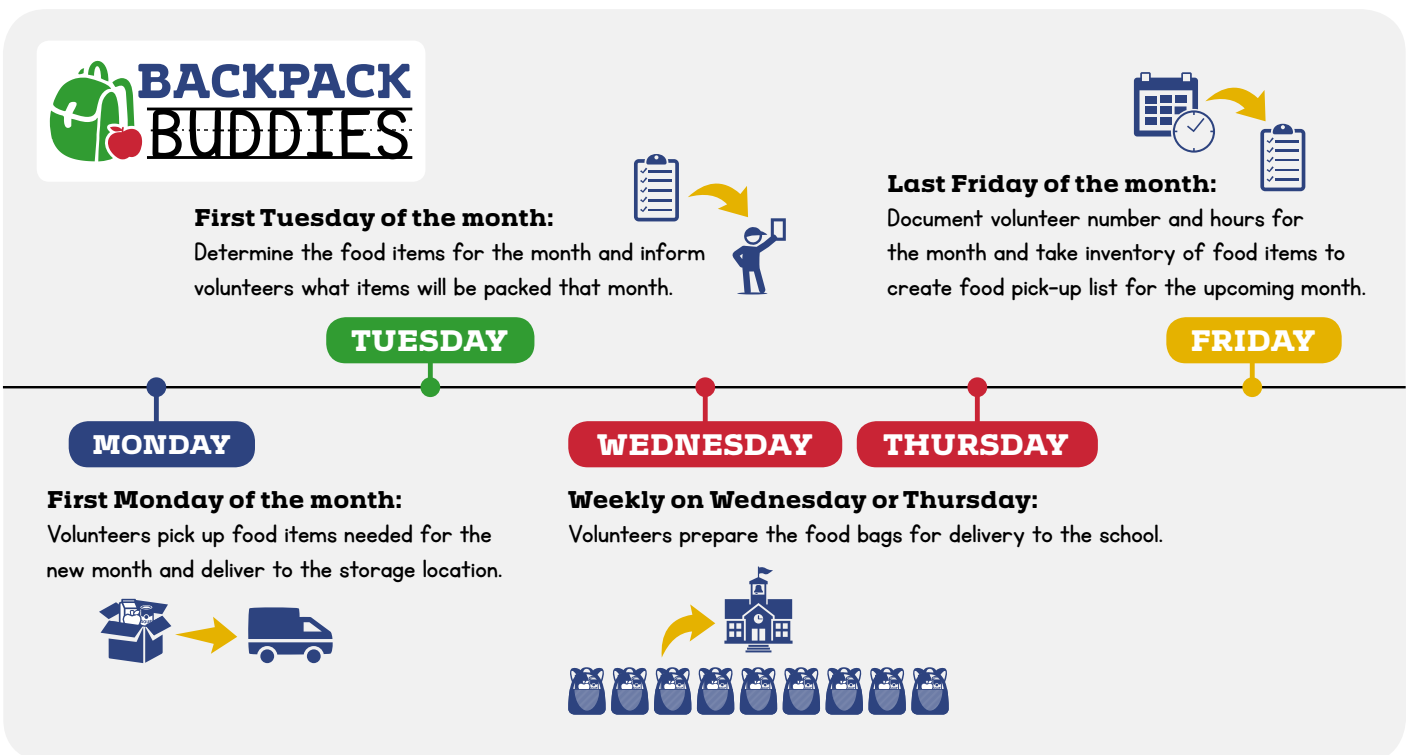 BACKPACK
BUDDIES
First Tuesday of the month:
Determine the food items for the month and inform
volunteers what items will be packed that month.
Last Friday of the month:
Document volunteer number and hours for
the month and take inventory of food items to
create food pick-up list for the upcoming month.
TUESDAY
FRIDAY
MONDAY
WEDNESDAY
THURSDAY
First Monday of the month:
Volunteers pick up food items needed for the
new month and deliver to the storage location.
Weekly on Wednesday or Thursday:
Volunteers prepare the food bags for delivery to the school.